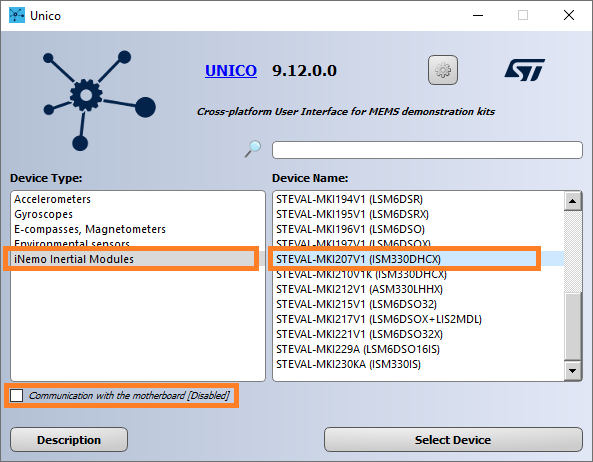 Unico
UNICO 9.12.0.0
ST
Cross-platform User Interface for MEMS demonstration kits
Device Type:
Accelerometers
Gyroscopes
E-compasses, Magnetometers
Environmental sensors
iNemo Inertial Modules
Device Name:
STEVAL-MKI194V1 (LSM6DSR)
STEVAL-MKI195V1 (LSM6DSRX)
STEVAL-MKI196V1 (LSM6DSO)
STEVAL-MKI197V1 (LSM6DSOX)
STEVAL-MKI207V1 (ISM330DHCX)
STEVAL-MKI210V1K (ISM330DHCX)
STEVAL-MKI212V1 (ASM330LHHX)
STEVAL-MKI215V1 (LSM6DSO32)
STEVAL-MKI217V1 (LSM6DSOX+LIS2MDL)
STEVAL-MKI221V1 (LSM6DSO32X)
STEVAL-MKI229A (LSM6DSO16IS)
STEVAL-MKI230KA (ISM330IS)
Communication with the motherboard [Disabled]
Description
Select Device